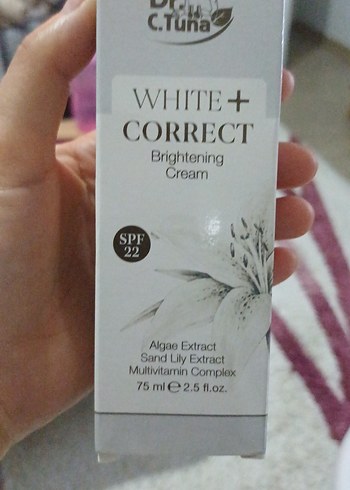 Dr.
C.Tuna
WHITE+
CORRECT
Brightening
Cream
SPF
22
Algae Extract
Sand Lily Extract
Multivitamin Complex
75 ml ℮ 2.5 fl.oz.